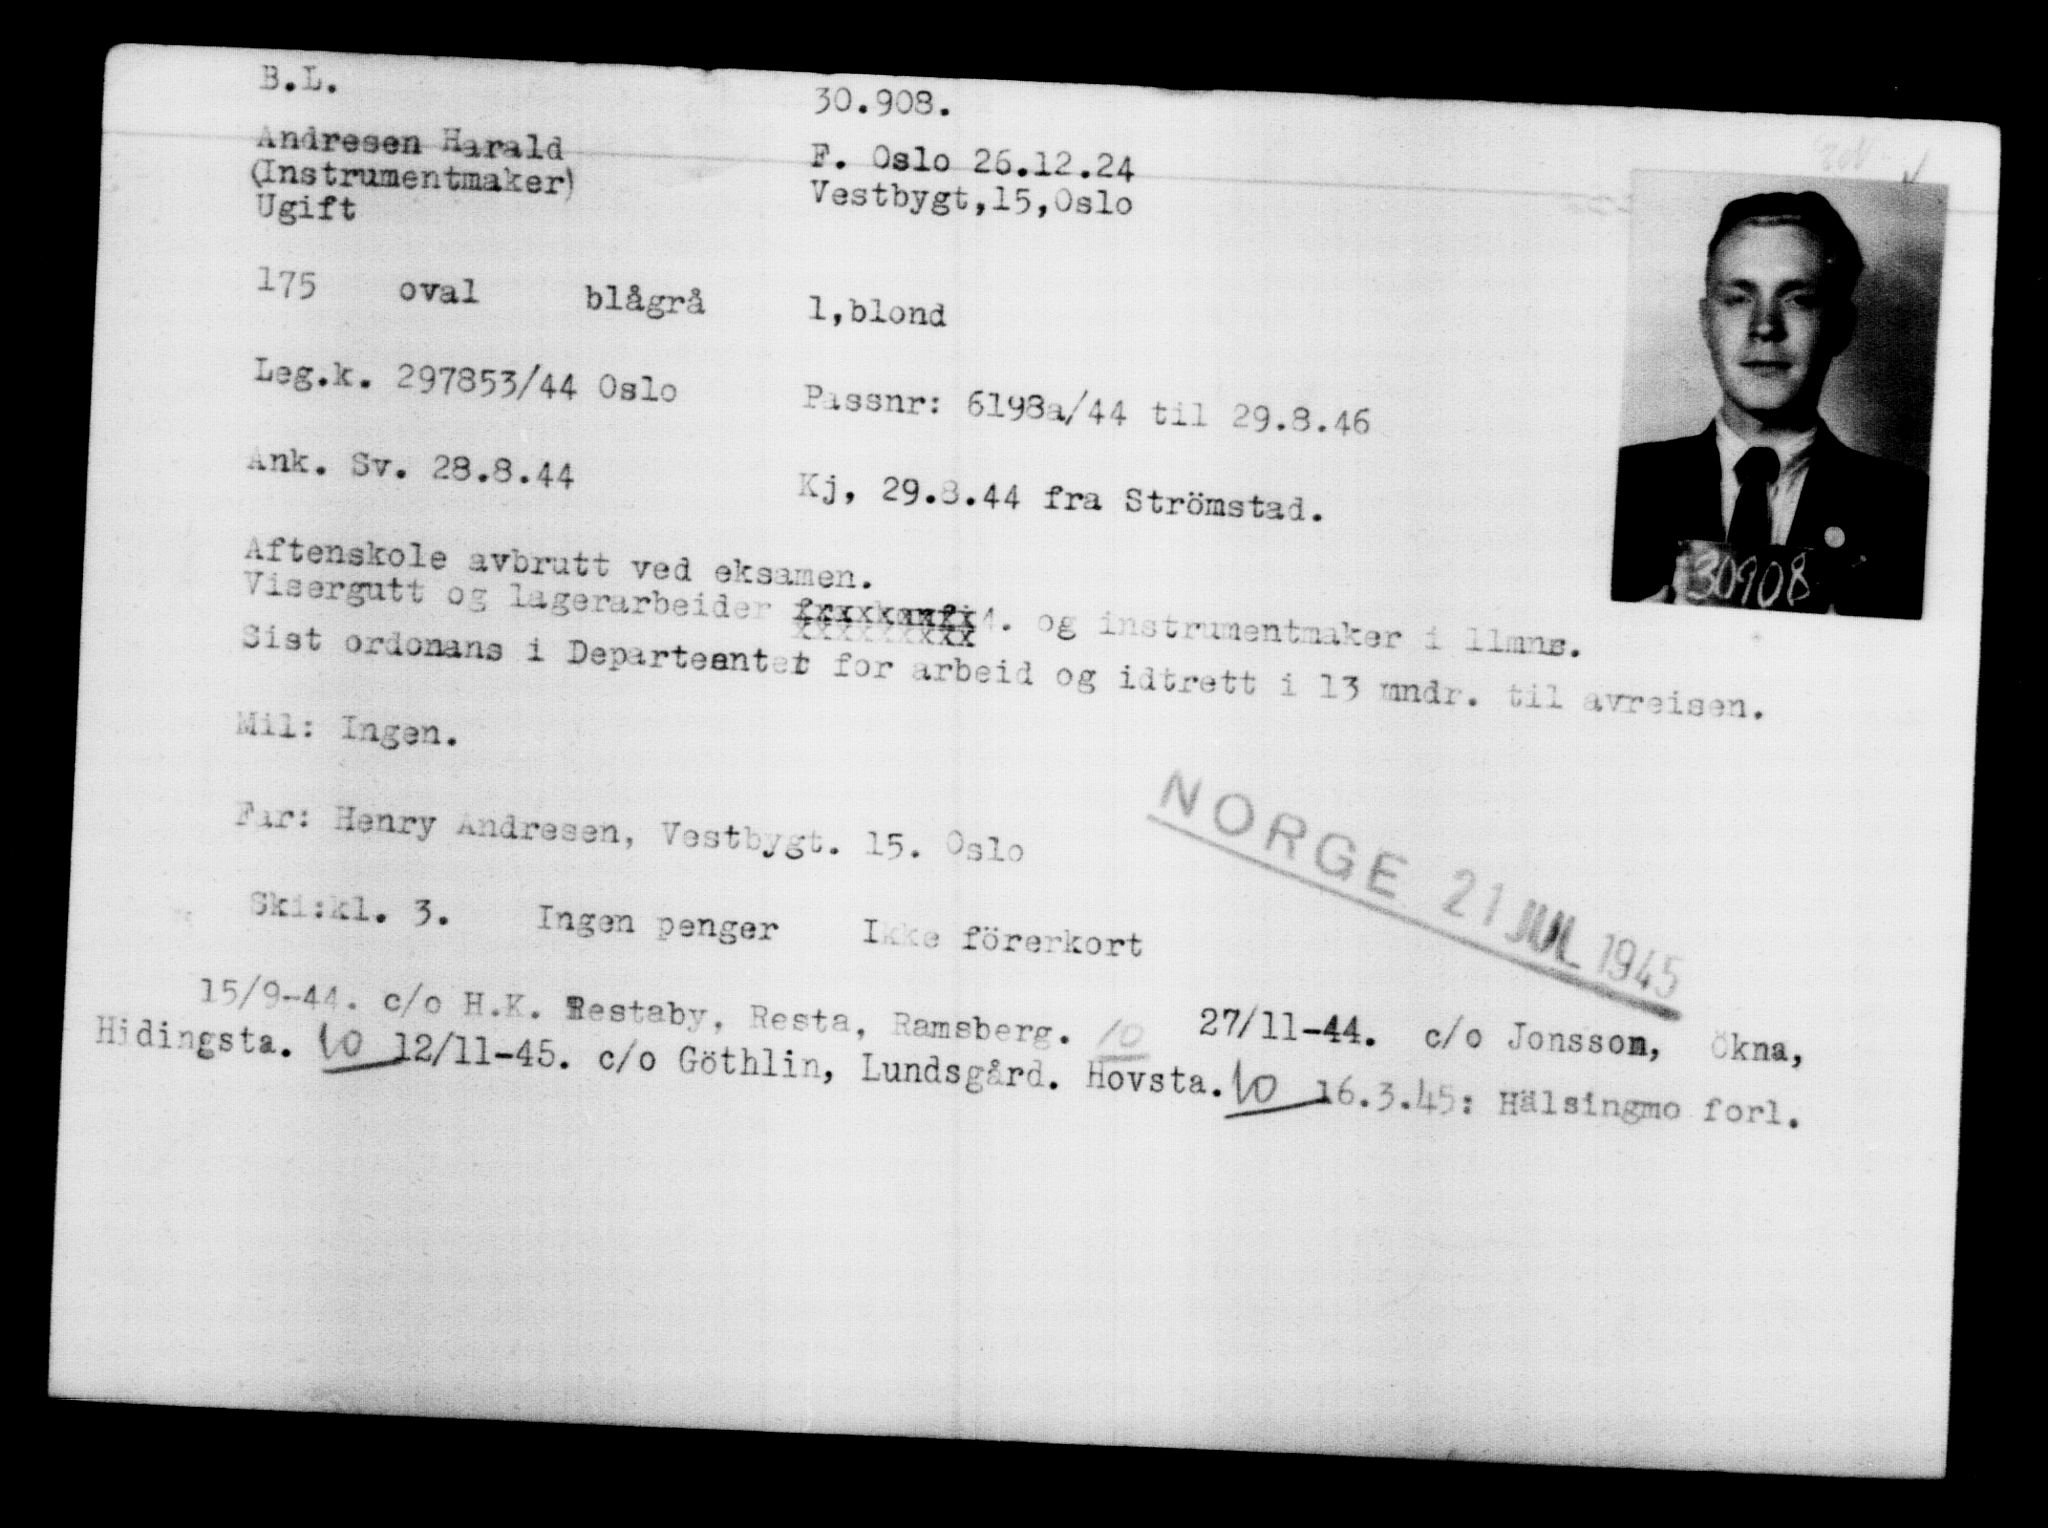 B.L. 30.908.
Andresen Harald F. Oslo 26.12.24
(Instrumentmaker) Vestbygt,15,Oslo
Ugift
175 oval blågrå l,blond
Leg.k. 297853/44 Oslo Passnr: 6198a/44 til 29.8.46
Ank. Sv. 28.8.44 Kj, 29.8.44 fra Strömstad.
30908
Aftenskole avbrutt ved eksamen.
Visergutt og lagerarbeider og instrumentmaker i 11mnr.
Sist ordonans i Departeantet for arbeid og idtrett i 13 mndr. til avreisen.
Mil: Ingen.
Far: Henry Andresen, Vestbygt. 15. Oslo
NORGE 21 JUL 1945
Ski:kl. 3. Ingen penger Ikke förerkort
15/9-44. c/o H.K. Restaby, Resta, Ramsberg. 10 27/11-44. c/o Jonsson, Ökna,
Hidingsta. 10 12/11-45. c/o Göthlin, Lundsgård. Hovsta. 10 16.3.45: Hälsingmo forl.